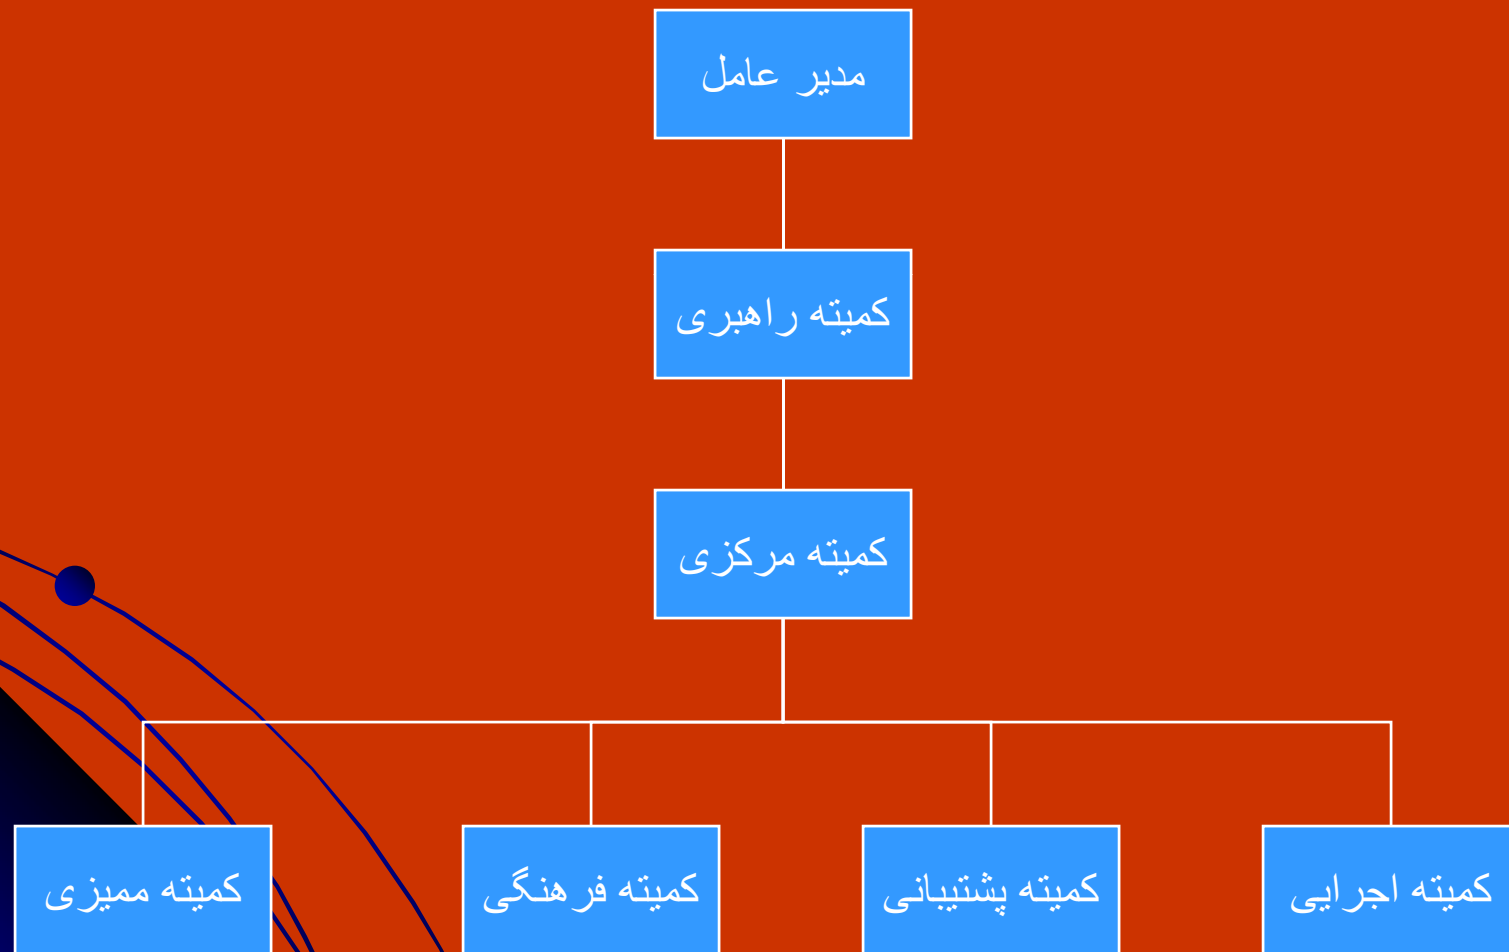 مدیر عامل
کمیته راهبری
کمیته مرکزی
کمیته اجرایی
کمیته پشتیبانی
کمیته فرهنگی
کمیته ممیزی